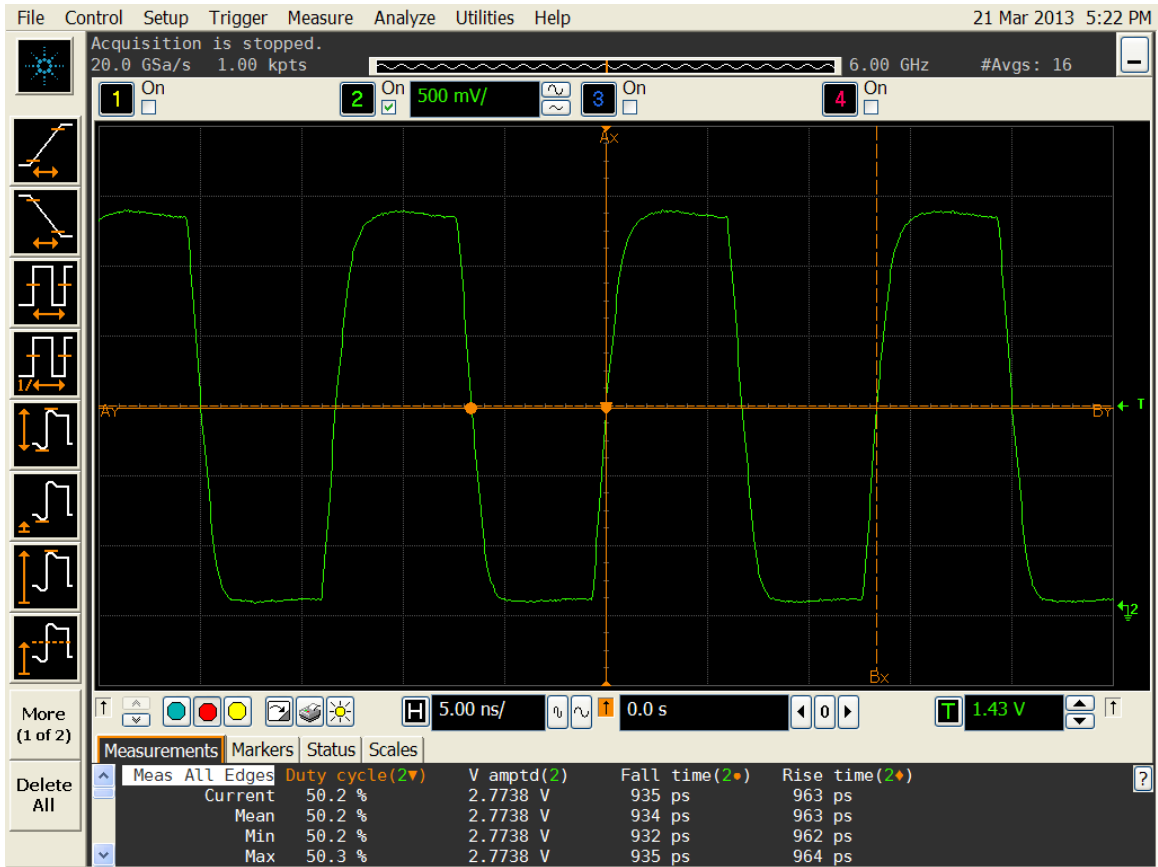 File Control Setup Trigger Measure Analyze Utilities Help 21 Mar 2013 5:22 PM
Acquisition is stopped.
20.0 GSa/s 1.00 kpts 6.00 GHz #Avgs: 16
1 On 2 On 500 mV/ 3 On 4 On
Ax
AY BY T
2
Bx
1/
More
(1 of 2)
Delete
All
H 5.00 ns/ 0.0 s 0 T 1.43 V
Measurements Markers Status Scales
Meas All Edges Duty cycle(2▼) V amptd(2) Fall time(2●) Rise time(2♦) ?
Current 50.2 % 2.7738 V 935 ps 963 ps
Mean 50.2 % 2.7738 V 934 ps 963 ps
Min 50.2 % 2.7738 V 932 ps 962 ps
Max 50.3 % 2.7738 V 935 ps 964 ps